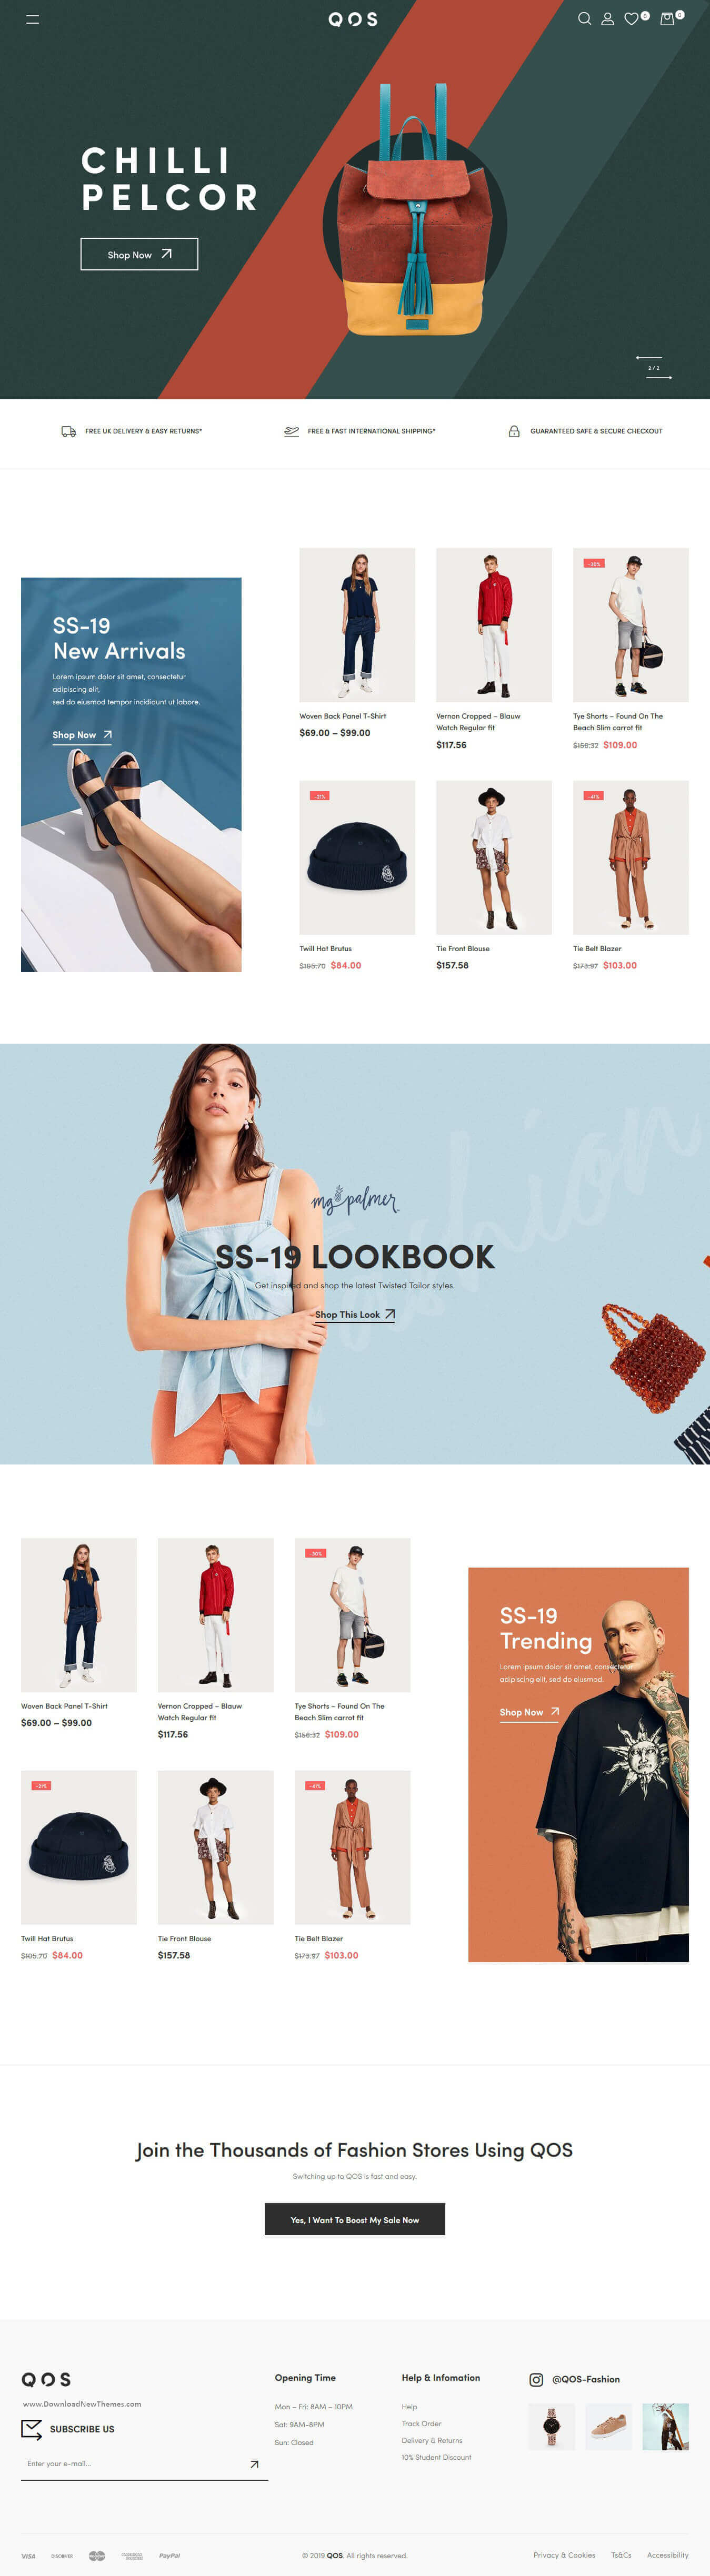 QOS
0
0
CHILLI
PELCOR
Shop Now
2 / 2
FREE UK DELIVERY & EASY RETURNS*
FREE & FAST INTERNATIONAL SHIPPING*
GUARANTEED SAFE & SECURE CHECKOUT
SS-19
New Arrivals
Lorem ipsum dolor sit amet, consectetur
adipiscing elit,
sed do eiusmod tempor incididunt ut labore.
Shop Now
-30%
Woven Back Panel T-Shirt
$69.00 – $99.00
Vernon Cropped – Blauw
Watch Regular fit
$117.56
Tye Shorts – Found On The
Beach Slim carrot fit
$156.32 $109.00
-21%
-41%
Twill Hat Brutus
$105.70 $84.00
Tie Front Blouse
$157.58
Tie Belt Blazer
$173.97 $103.00
fashion
mg palmer
SS-19 LOOKBOOK
Get inspired and shop the latest Twisted Tailor styles.
Shop This Look
-30%
Woven Back Panel T-Shirt
$69.00 – $99.00
Vernon Cropped – Blauw
Watch Regular fit
$117.56
Tye Shorts – Found On The
Beach Slim carrot fit
$156.32 $109.00
SS-19
Trending
Lorem ipsum dolor sit amet, consectetur
adipiscing elit, sed do eiusmod.
Shop Now
-21%
-41%
Twill Hat Brutus
$105.70 $84.00
Tie Front Blouse
$157.58
Tie Belt Blazer
$173.97 $103.00
Join the Thousands of Fashion Stores Using QOS
Switching up to QOS is fast and easy.
Yes, I Want To Boost My Sale Now
QOS
www.DownloadNewThemes.com
SUBSCRIBE US
Enter your e-mail...
Opening Time
Mon – Fri: 8AM – 10PM
Sat: 9AM-8PM
Sun: Closed
Help & Infomation
Help
Track Order
Delivery & Returns
10% Student Discount
@QOS-Fashion
VISA
DISCOVER
PayPal
© 2019 QOS. All rights reserved.
Privacy & Cookies
Ts&Cs
Accessibility